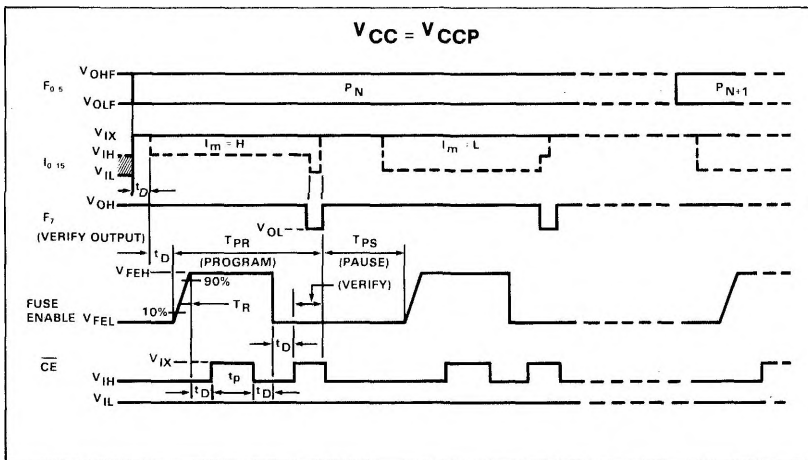 VCC = VCCP
VOHF
F0-5
PN
PN+1
VOLF
VIX
Im = H
Im = L
VIH
I0-15
VIL
tD
VOH
F7
VOL
(VERIFY OUTPUT)
tD
TPR
(PROGRAM)
TPS
(PAUSE)
(VERIFY)
VFEH
90%
FUSE
ENABLE
10%
TR
VFEL
tD
VIX
CE
VIH
tD
tp
tD
VIL